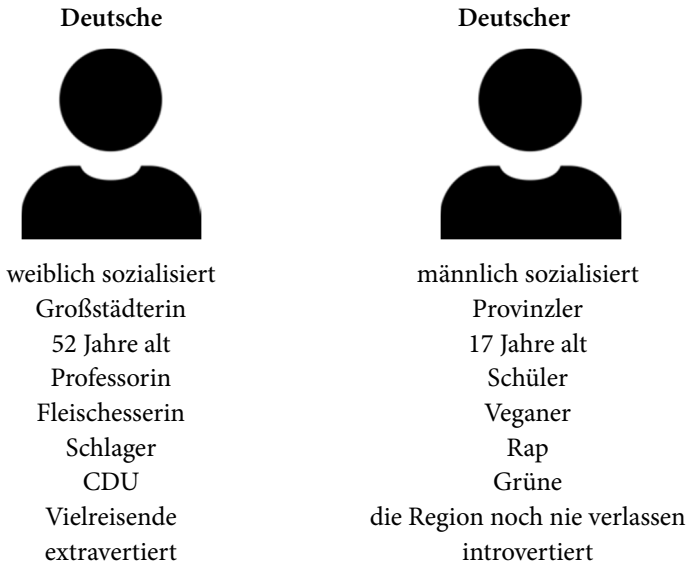 Deutsche
weiblich sozialisiert
Großstädterin
52 Jahre alt
Professorin
Fleischesserin
Schlager
CDU
Vielreisende
extravertiert
Deutscher
männlich sozialisiert
Provinzler
17 Jahre alt
Schüler
Veganer
Rap
Grüne
die Region noch nie verlassen
introvertiert